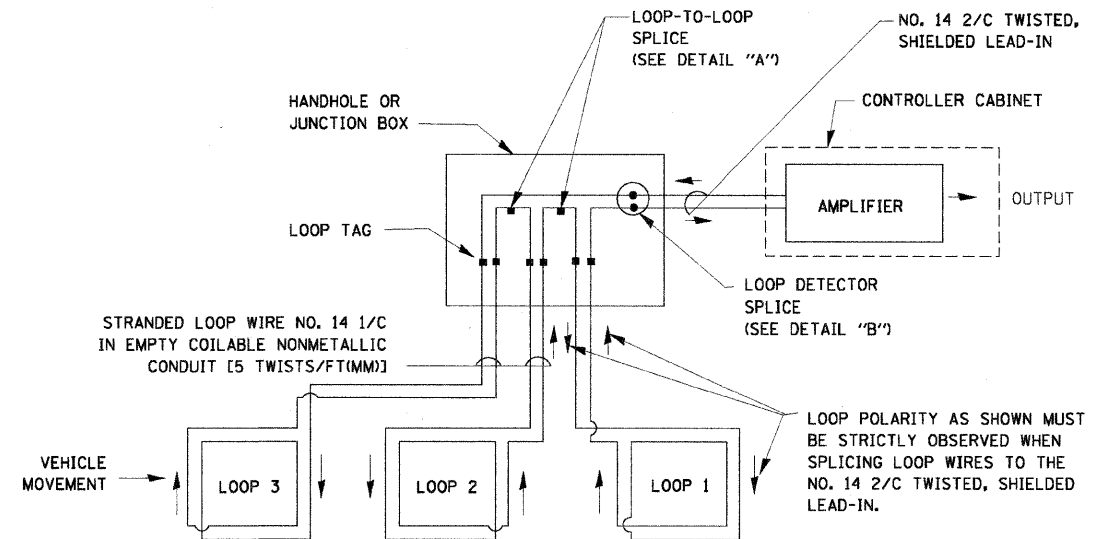 LOOP-TO-LOOP
SPLICE
(SEE DETAIL "A")
NO. 14 2/C TWISTED,
SHIELDED LEAD-IN
HANDHOLE OR
JUNCTION BOX
CONTROLLER CABINET
AMPLIFIER
OUTPUT
LOOP TAG
LOOP DETECTOR
SPLICE
(SEE DETAIL "B")
STRANDED LOOP WIRE NO. 14 1/C
IN EMPTY COILABLE NONMETALLIC
CONDUIT [5 TWISTS/FT(MM)]
LOOP POLARITY AS SHOWN MUST
BE STRICTLY OBSERVED WHEN
SPLICING LOOP WIRES TO THE
NO. 14 2/C TWISTED, SHIELDED
LEAD-IN.
VEHICLE
MOVEMENT
LOOP 3
LOOP 2
LOOP 1